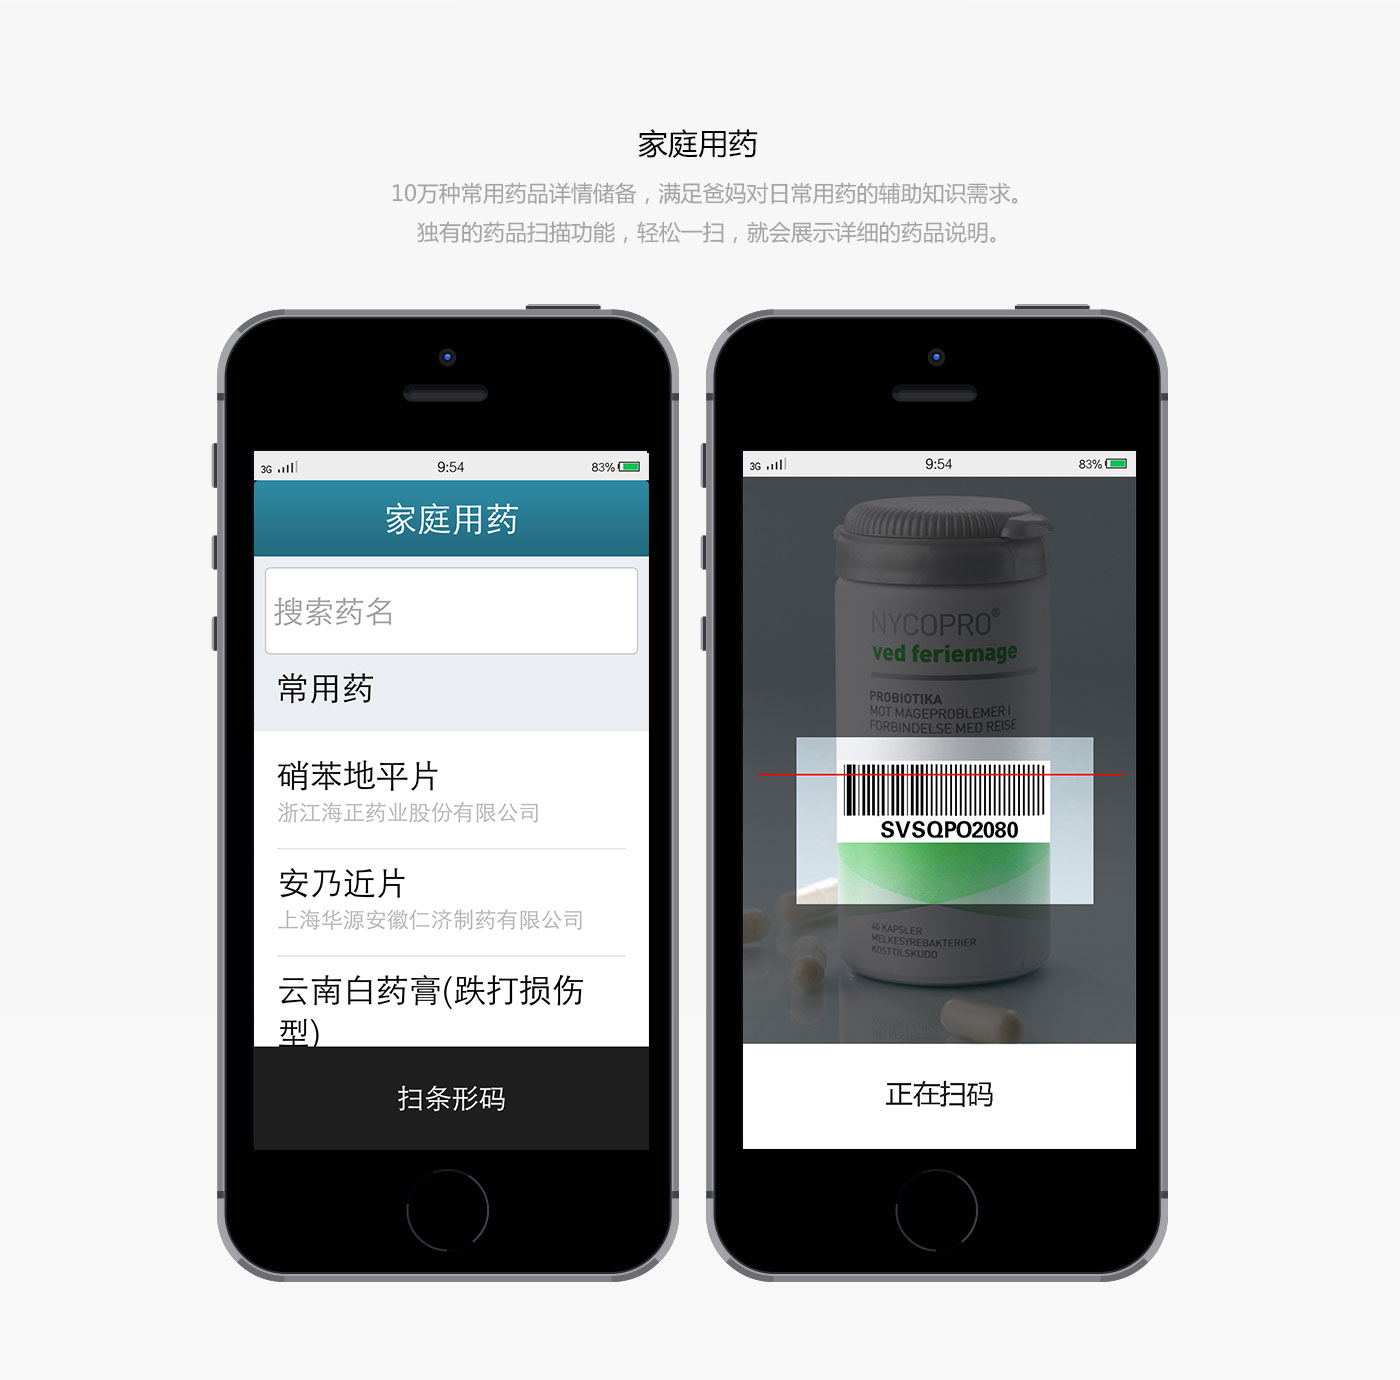 家庭用药
10万种常用药品详情储备，满足爸妈对日常用药的辅助知识需求。
独有的药品扫描功能，轻松一扫，就会展示详细的药品说明。
3G 9:54 83%
家庭用药
搜索药名
常用药
硝苯地平片
浙江海正药业股份有限公司
安乃近片
上海华源安徽仁济制药有限公司
云南白药膏(跌打损伤
型)
扫条形码
3G 9:54 83%
NYCOPRO®
ved feriemage
PROBIOTIKA
MOT MAGEPROBLEMER I
FORBINDELSE MED REISE
SVSQPO2080
40 KAPSLER
MELKESYREBAKTERIER
KOSTTILSKUDD
正在扫码